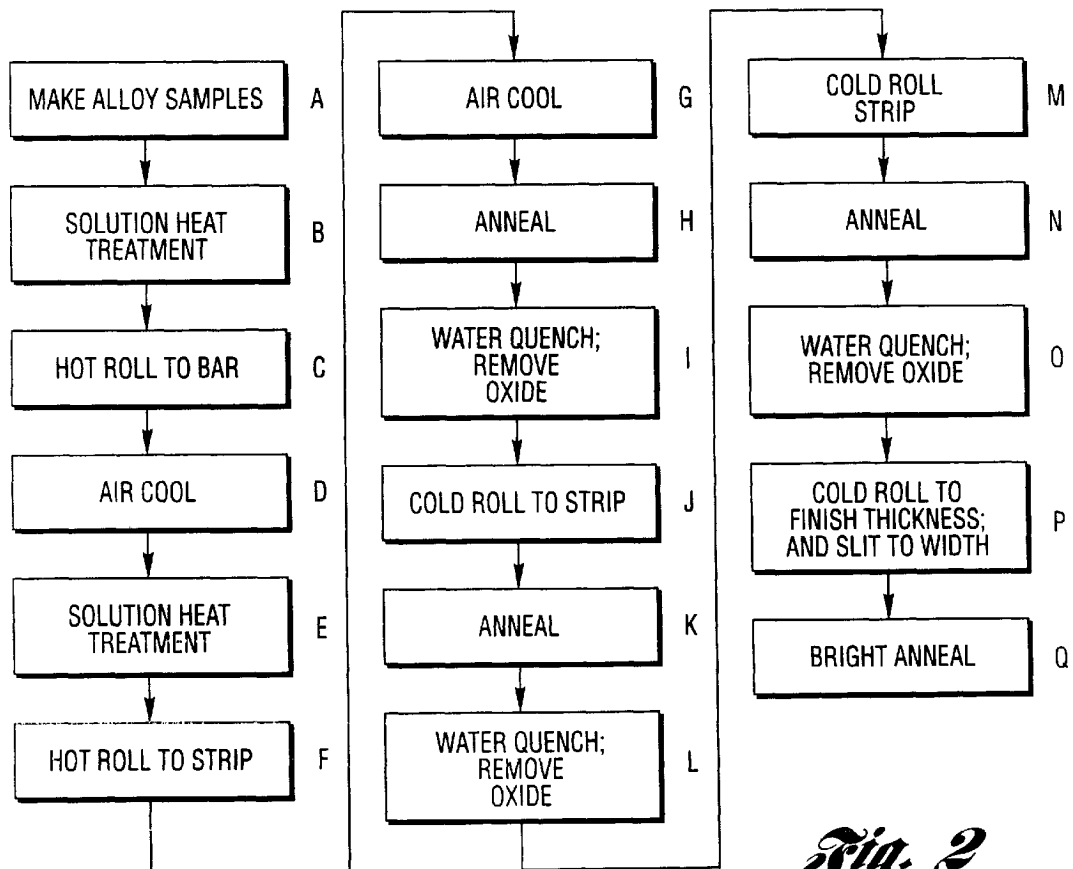 MAKE ALLOY SAMPLES
A
SOLUTION HEAT
TREATMENT
B
HOT ROLL TO BAR
C
AIR COOL
D
SOLUTION HEAT
TREATMENT
E
HOT ROLL TO STRIP
F
AIR COOL
G
ANNEAL
H
WATER QUENCH;
REMOVE
OXIDE
I
COLD ROLL TO STRIP
J
ANNEAL
K
WATER QUENCH;
REMOVE
OXIDE
L
COLD ROLL
STRIP
M
ANNEAL
N
WATER QUENCH;
REMOVE OXIDE
O
COLD ROLL TO
FINISH THICKNESS;
AND SLIT TO WIDTH
P
BRIGHT ANNEAL
Q
Fig. 2